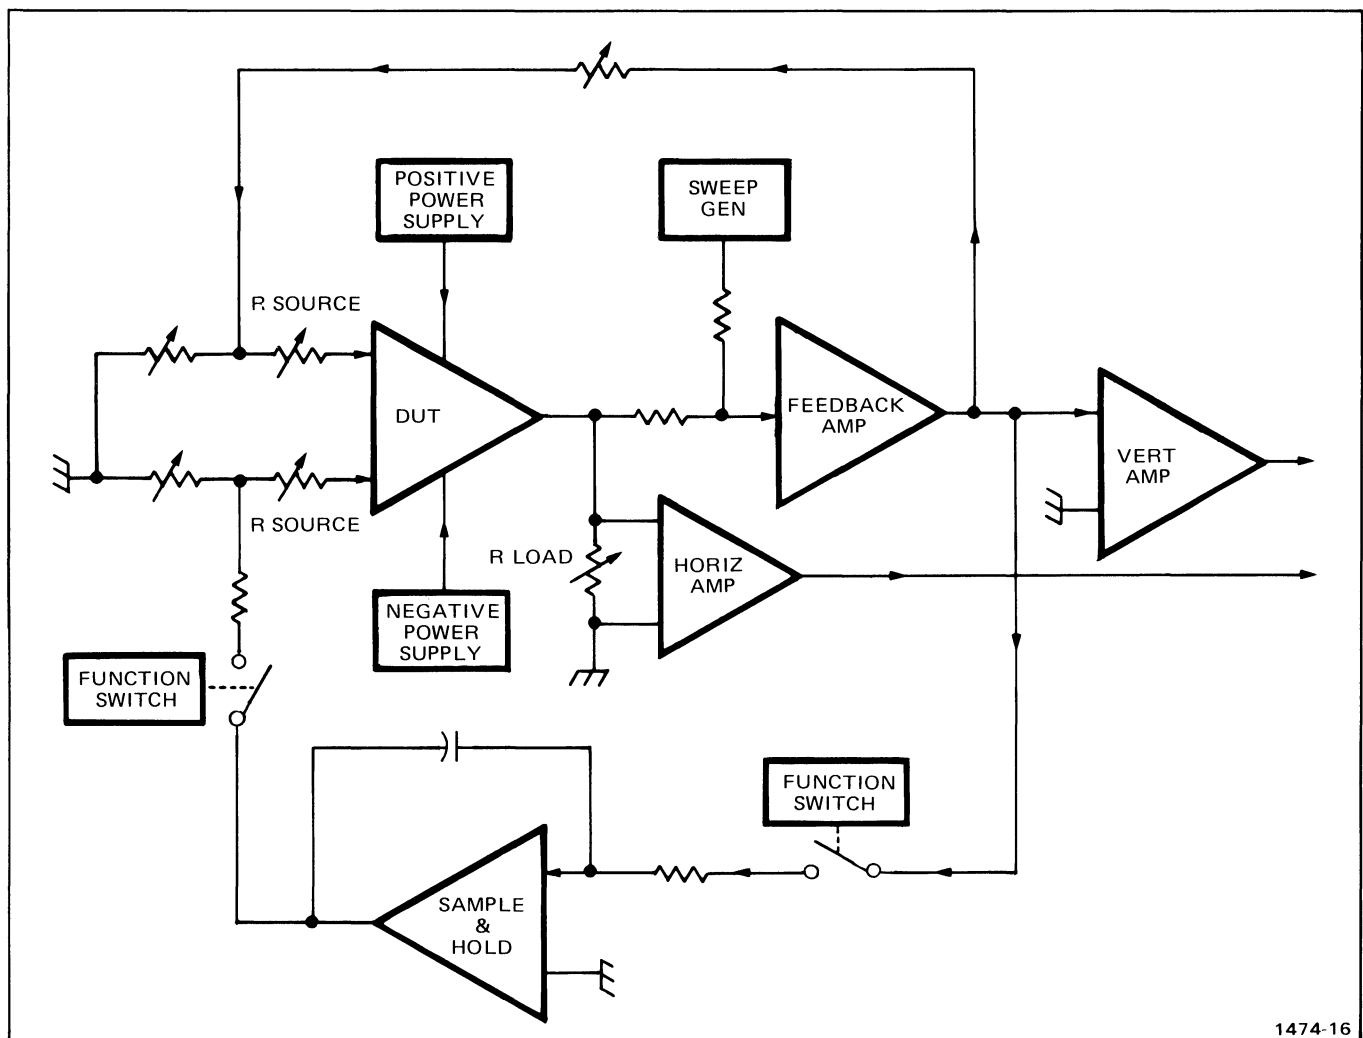 POSITIVE
POWER
SUPPLY
SWEEP
GEN
R SOURCE
DUT
FEEDBACK
AMP
VERT
AMP
R SOURCE
R LOAD
HORIZ
AMP
NEGATIVE
POWER
SUPPLY
FUNCTION
SWITCH
FUNCTION
SWITCH
SAMPLE
&
HOLD
1474-16